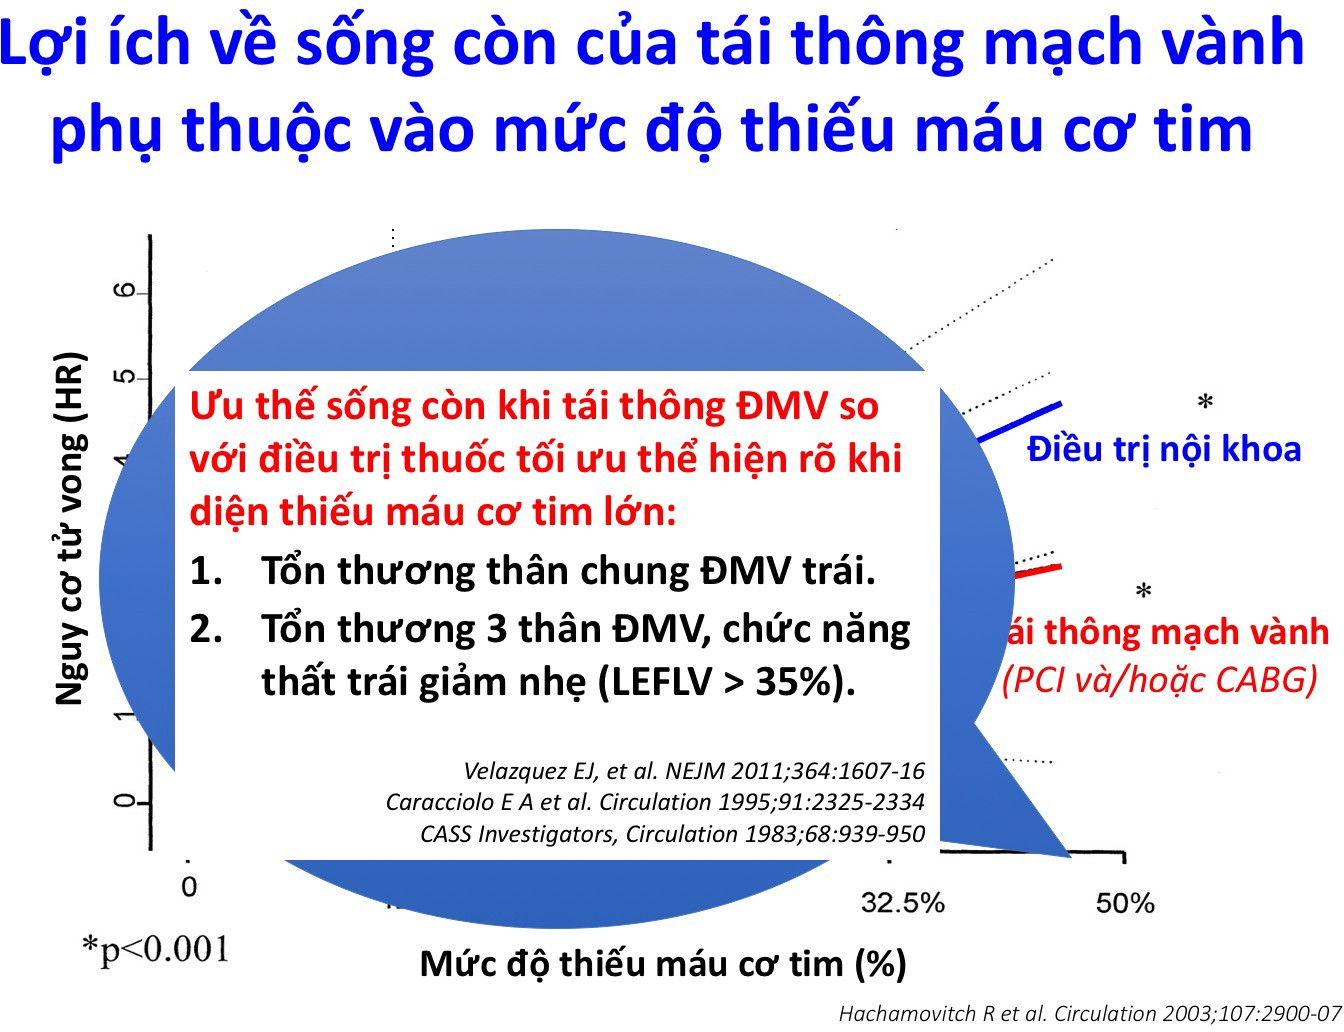 Lợi ích về sống còn của tái thông mạch vành
phụ thuộc vào mức độ thiếu máu cơ tim
6
5
4
1
0
Nguy cơ tử vong (HR)
Ưu thế sống còn khi tái thông ĐMV so
với điều trị thuốc tối ưu thể hiện rõ khi
diện thiếu máu cơ tim lớn:
1. Tổn thương thân chung ĐMV trái.
2. Tổn thương 3 thân ĐMV, chức năng
thất trái giảm nhẹ (LEFLV > 35%).
Velazquez EJ, et al. NEJM 2011;364:1607-16
Caracciolo E A et al. Circulation 1995;91:2325-2334
CASS Investigators, Circulation 1983;68:939-950
*
Điều trị nội khoa
*
ái thông mạch vành
(PCI và/hoặc CABG)
0
32.5%
50%
*p<0.001
Mức độ thiếu máu cơ tim (%)
Hachamovitch R et al. Circulation 2003;107:2900-07